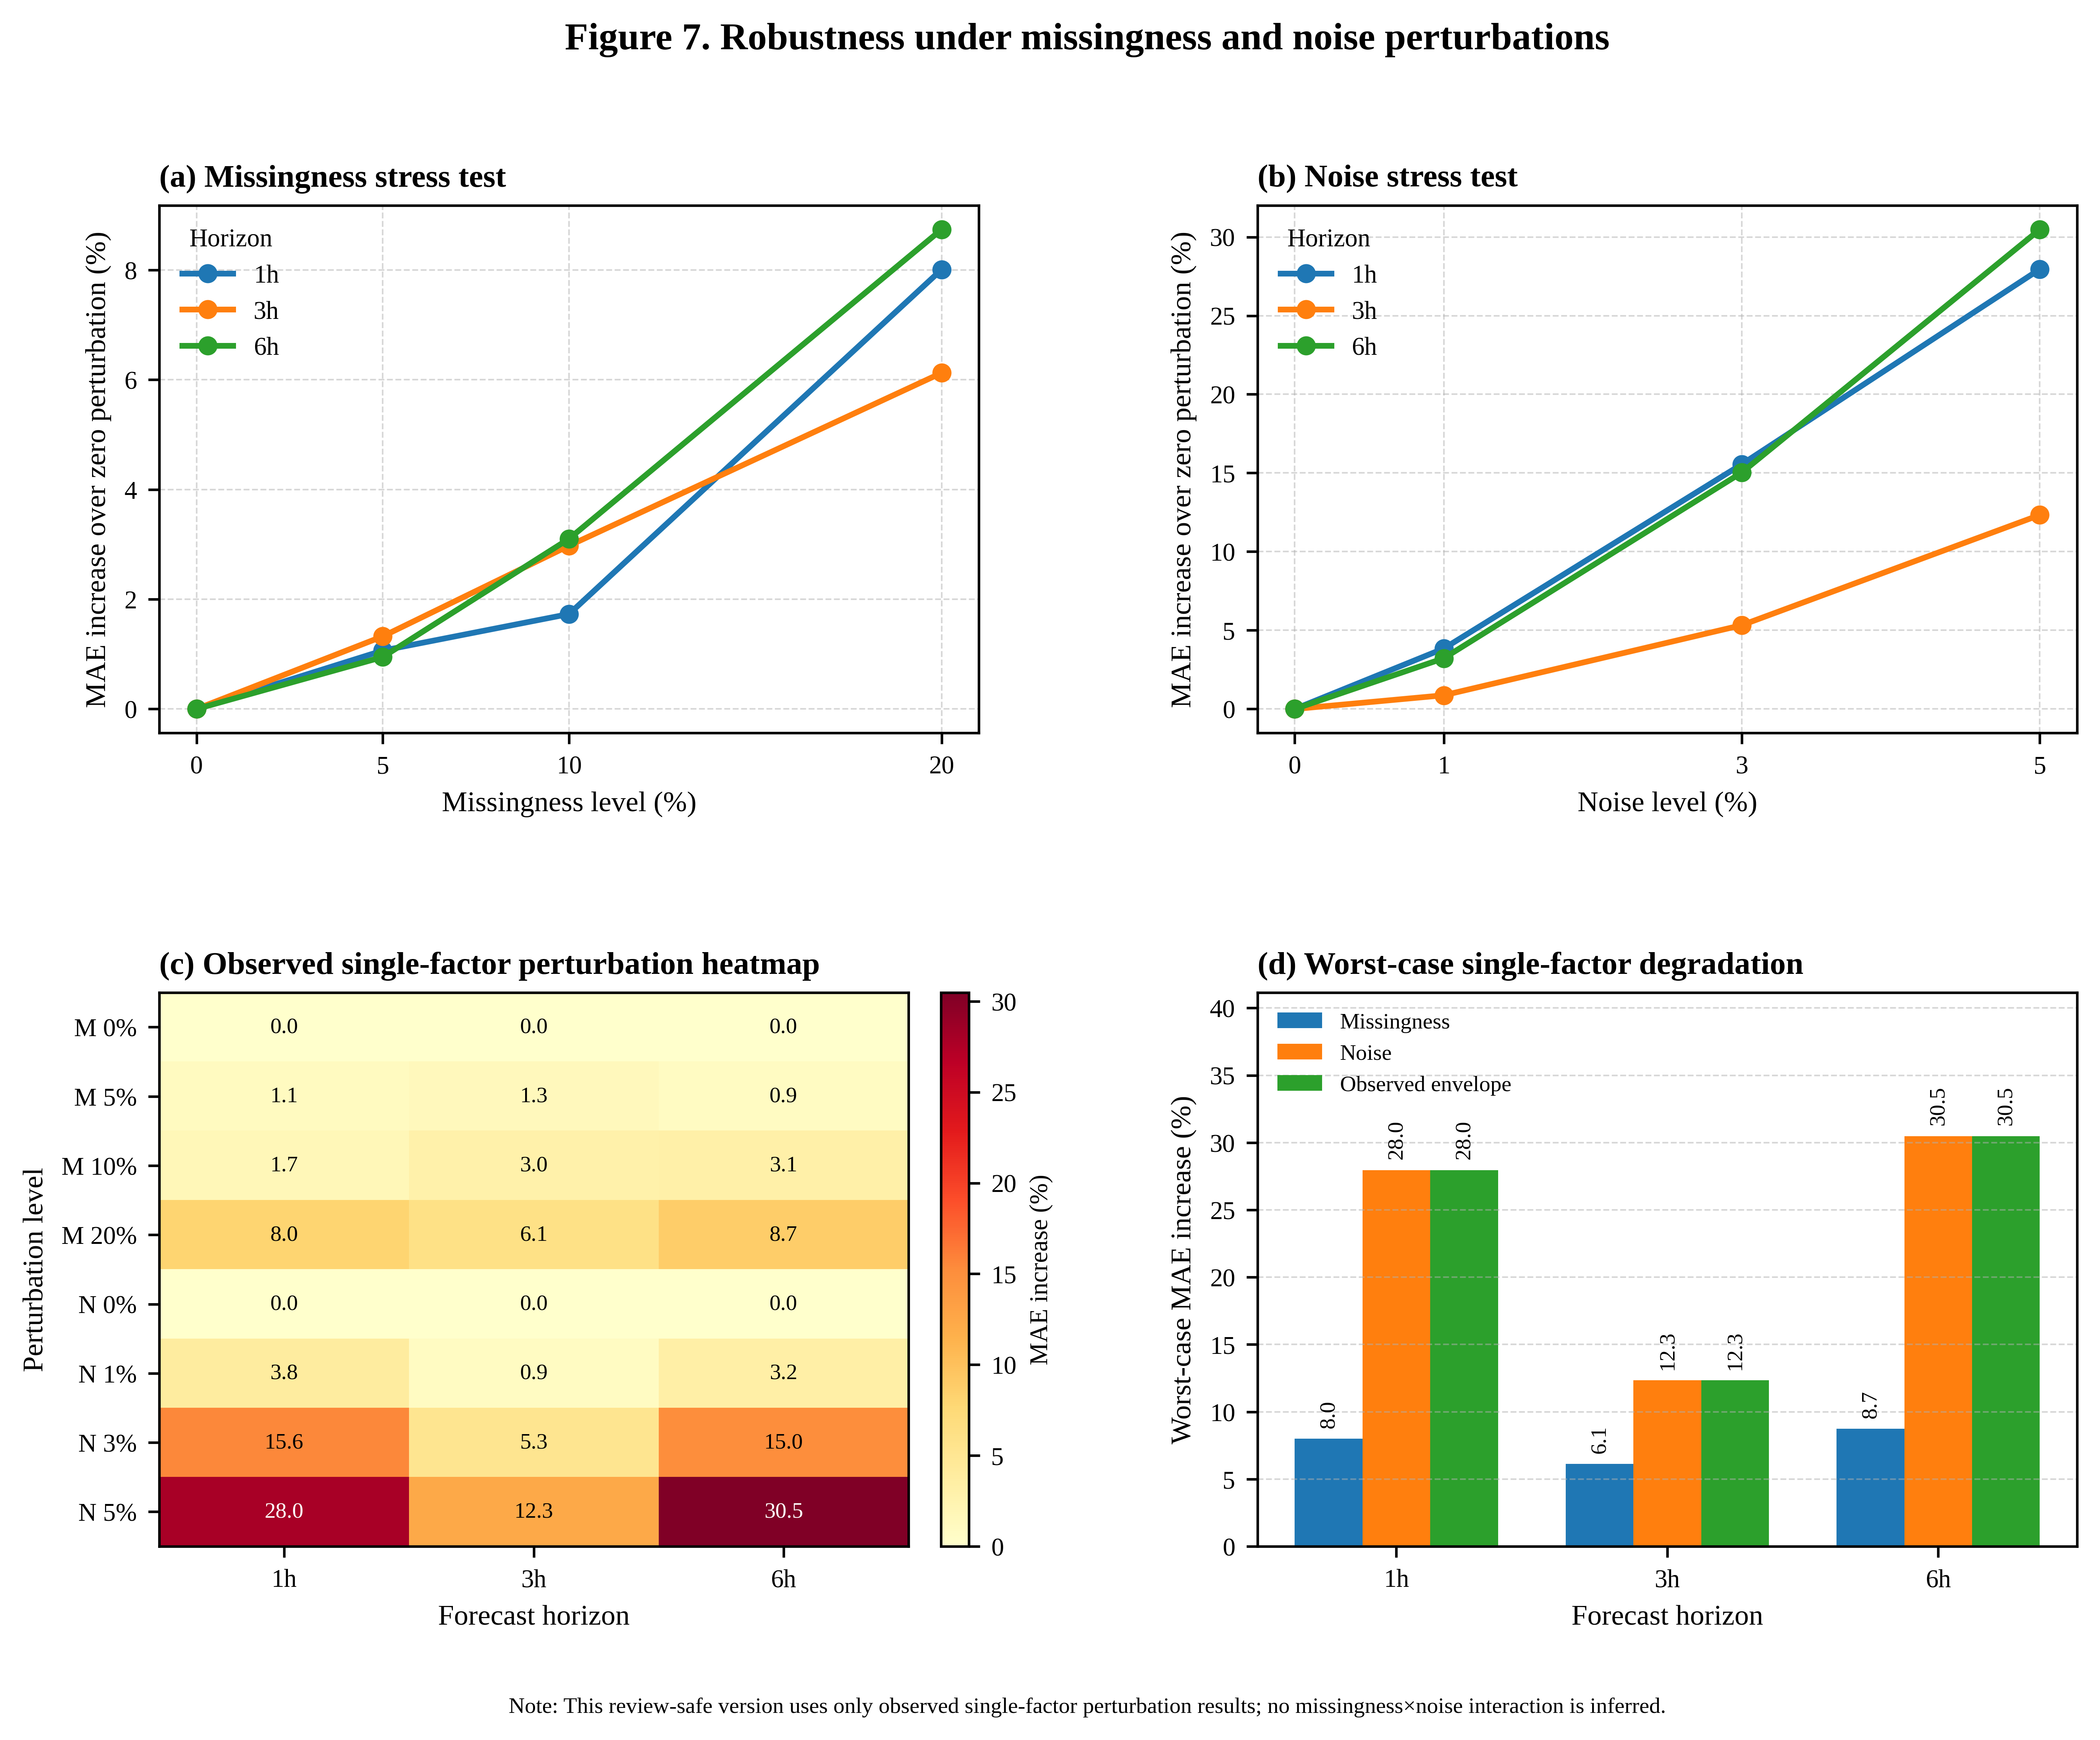 Figure 7. Robustness under missingness and noise perturbations
(a) Missingness stress test
MAE increase over zero perturbation (%)
8
6
4
2
0
Horizon
1h
3h
6h
0 5 10 20
Missingness level (%)
(b) Noise stress test
MAE increase over zero perturbation (%)
30
25
20
15
10
5
0
Horizon
1h
3h
6h
0 1 3 5
Noise level (%)
(c) Observed single-factor perturbation heatmap
Perturbation level
M 0% 0.0 0.0 0.0
M 5% 1.1 1.3 0.9
M 10% 1.7 3.0 3.1
M 20% 8.0 6.1 8.7
N 0% 0.0 0.0 0.0
N 1% 3.8 0.9 3.2
N 3% 15.6 5.3 15.0
N 5% 28.0 12.3 30.5
1h 3h 6h
Forecast horizon
30
25
20
15
10
5
0
MAE increase (%)
(d) Worst-case single-factor degradation
Worst-case MAE increase (%)
40
35
30
25
20
15
10
5
0
Missingness
Noise
Observed envelope
8.0 28.0 28.0
6.1 12.3 12.3
8.7 30.5 30.5
1h 3h 6h
Forecast horizon
Note: This review-safe version uses only observed single-factor perturbation results; no missingness×noise interaction is inferred.